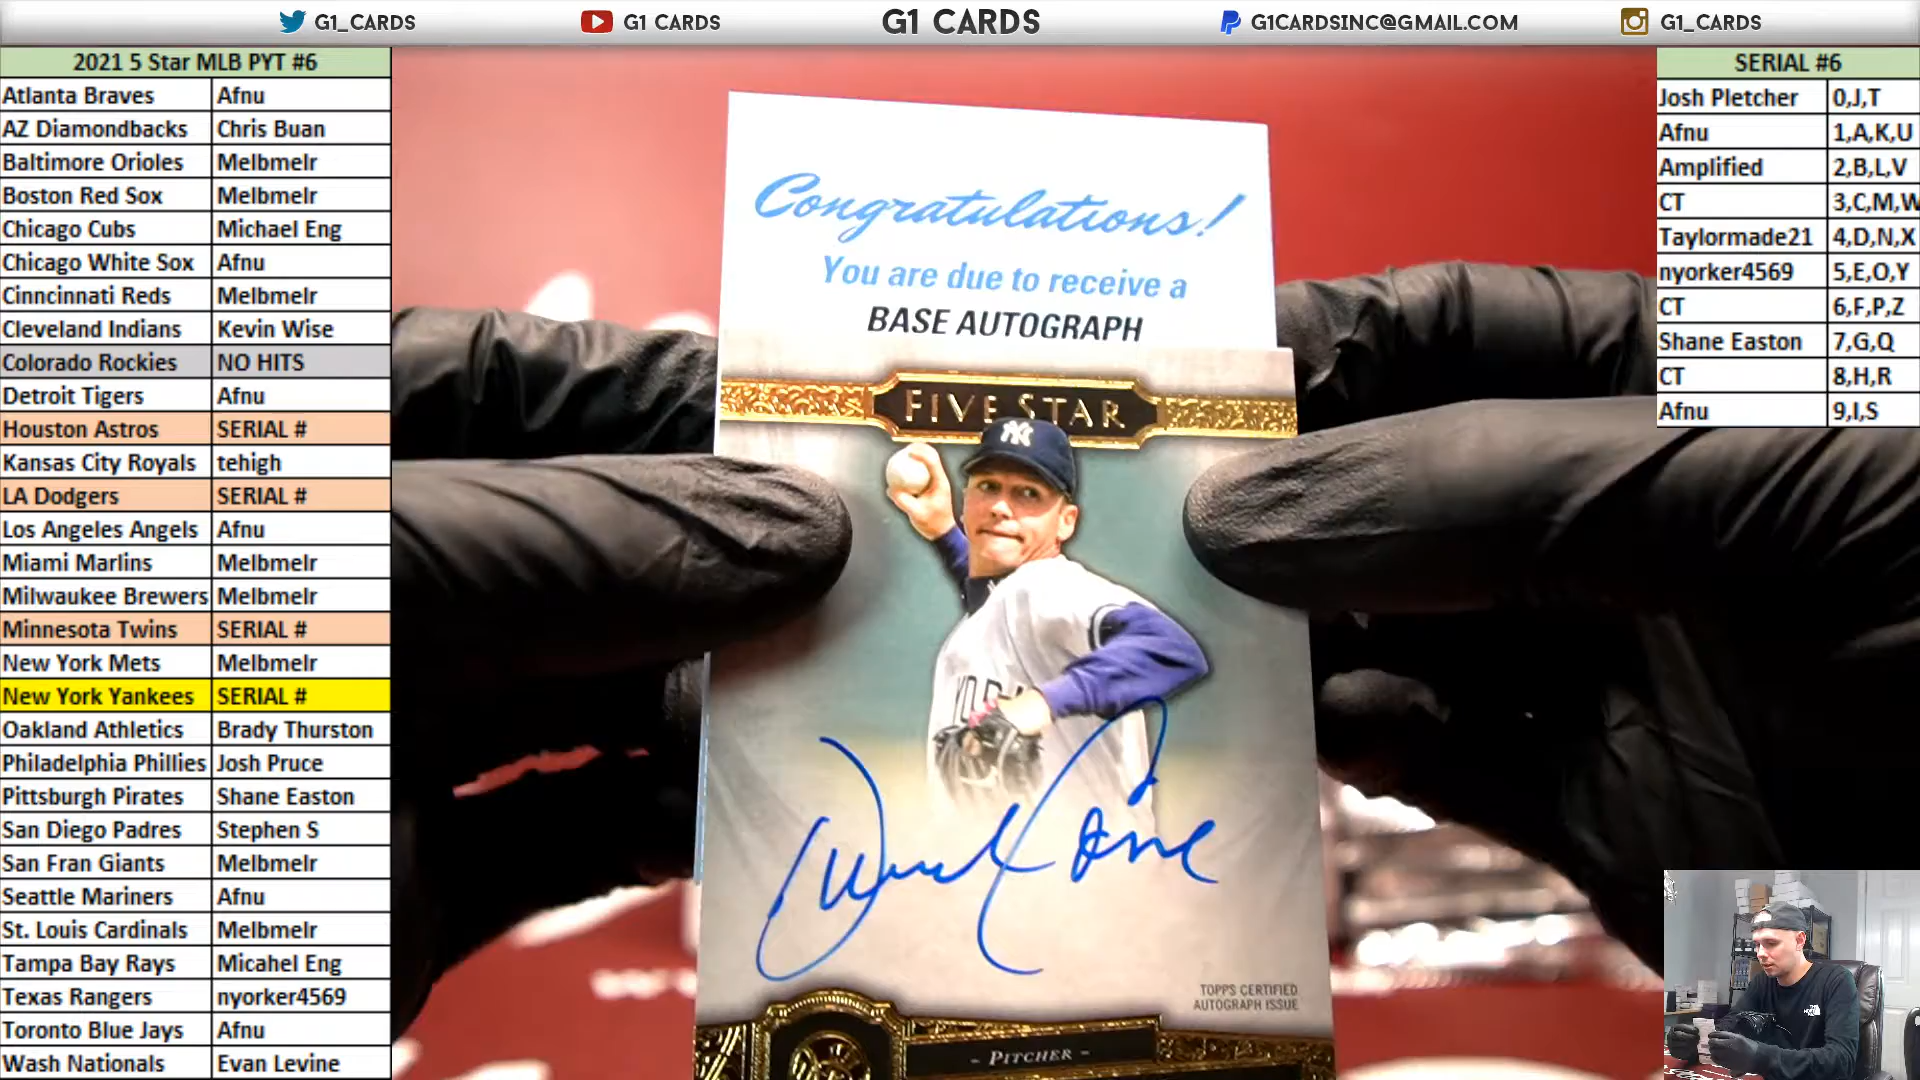 G1_CARDS G1 CARDS G1 CARDS G1CARDSINC@GMAIL.COM G1_CARDS
2021 5 Star MLB PYT #6
Atlanta Braves Afnu
AZ Diamondbacks Chris Buan
Baltimore Orioles Melbmelr
Boston Red Sox Melbmelr
Chicago Cubs Michael Eng
Chicago White Sox Afnu
Cinncinnati Reds Melbmelr
Cleveland Indians Kevin Wise
Colorado Rockies NO HITS
Detroit Tigers Afnu
Houston Astros SERIAL #
Kansas City Royals tehigh
LA Dodgers SERIAL #
Los Angeles Angels Afnu
Miami Marlins Melbmelr
Milwaukee Brewers Melbmelr
Minnesota Twins SERIAL #
New York Mets Melbmelr
New York Yankees SERIAL #
Oakland Athletics Brady Thurston
Philadelphia Phillies Josh Pruce
Pittsburgh Pirates Shane Easton
San Diego Padres Stephen S
San Fran Giants Melbmelr
Seattle Mariners Afnu
St. Louis Cardinals Melbmelr
Tampa Bay Rays Micahel Eng
Texas Rangers nyorker4569
Toronto Blue Jays Afnu
Wash Nationals Evan Levine
Congratulations!
You are due to receive a
BASE AUTOGRAPH
FIVE STAR
NY
YORK
TOPPS CERTIFIED
AUTOGRAPH ISSUE
- PITCHER -
SERIAL #6
Josh Pletcher 0,J,T
Afnu 1,A,K,U
Amplified 2,B,L,V
CT 3,C,M,W
Taylormade21 4,D,N,X
nyorker4569 5,E,O,Y
CT 6,F,P,Z
Shane Easton 7,G,Q
CT 8,H,R
Afnu 9,I,S